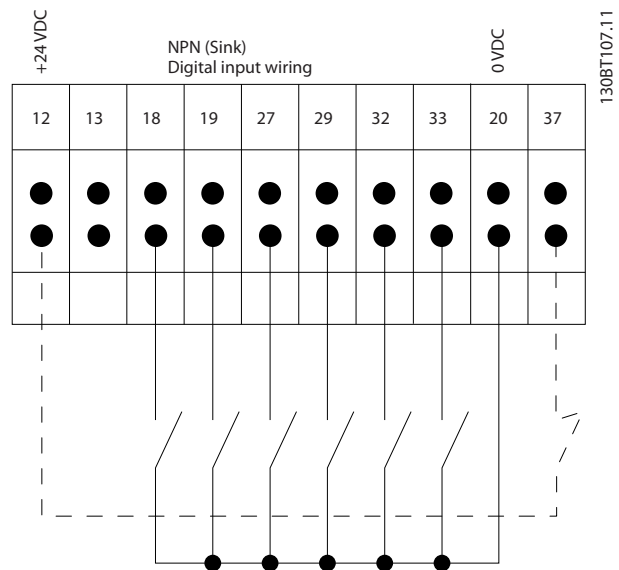 +24 VDC
NPN (Sink)
Digital input wiring
0 VDC
130BT107.11
12 13 18 19 27 29 32 33 20 37